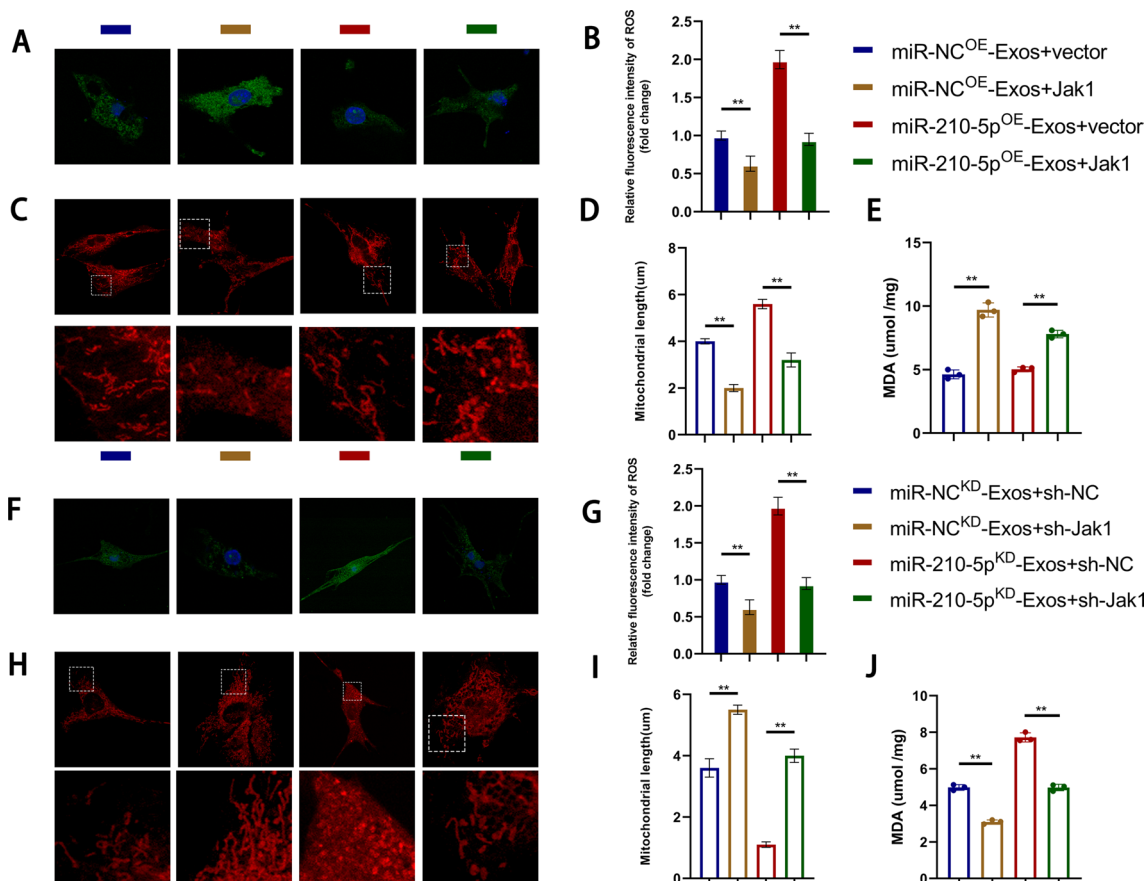 A
B
Relative fluorescence intensity of ROS
(fold change)
2.5
2.0
1.5
1.0
0.5
0.0
**
**
miR-NC^OE-Exos+vector
miR-NC^OE-Exos+Jak1
miR-210-5p^OE-Exos+vector
miR-210-5p^OE-Exos+Jak1
C
D
Mitochondrial length(um)
8
6
4
2
0
**
**
E
MDA (umol /mg)
15
10
5
0
**
**
F
G
Relative fluorescence intensity of ROS
(fold change)
2.5
2.0
1.5
1.0
0.5
0.0
**
**
miR-NC^KD-Exos+sh-NC
miR-NC^KD-Exos+sh-Jak1
miR-210-5p^KD-Exos+sh-NC
miR-210-5p^KD-Exos+sh-Jak1
H
I
Mitochondrial length(um)
6
4
2
0
**
**
J
MDA (umol /mg)
10
8
6
4
2
0
**
**